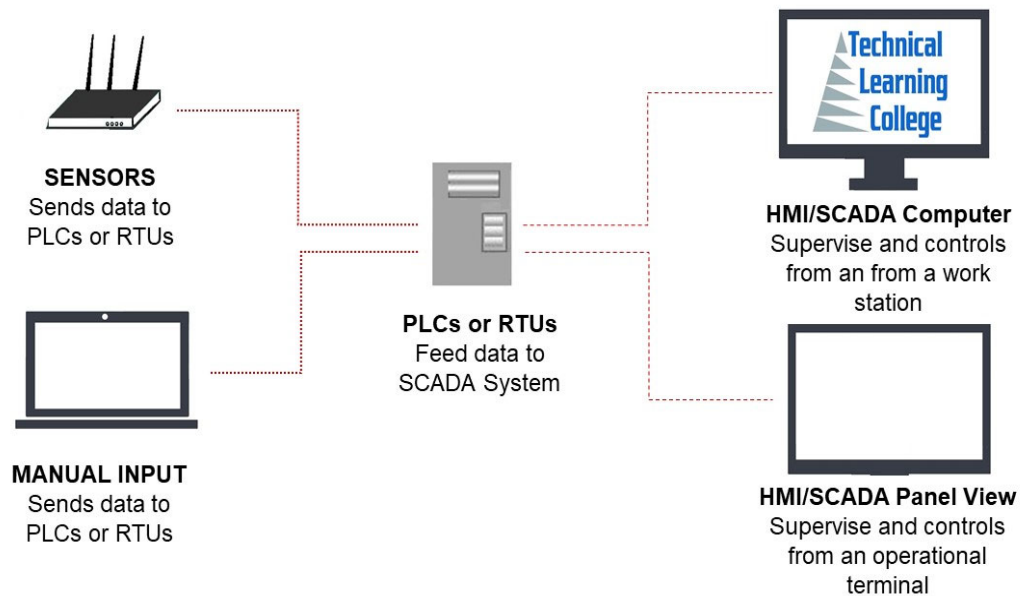 SENSORS
Sends data to
PLCs or RTUs
MANUAL INPUT
Sends data to
PLCs or RTUs
PLCs or RTUs
Feed data to
SCADA System
Technical
Learning
College
HMI/SCADA Computer
Supervise and controls
from an from a work
station
HMI/SCADA Panel View
Supervise and controls
from an operational
terminal